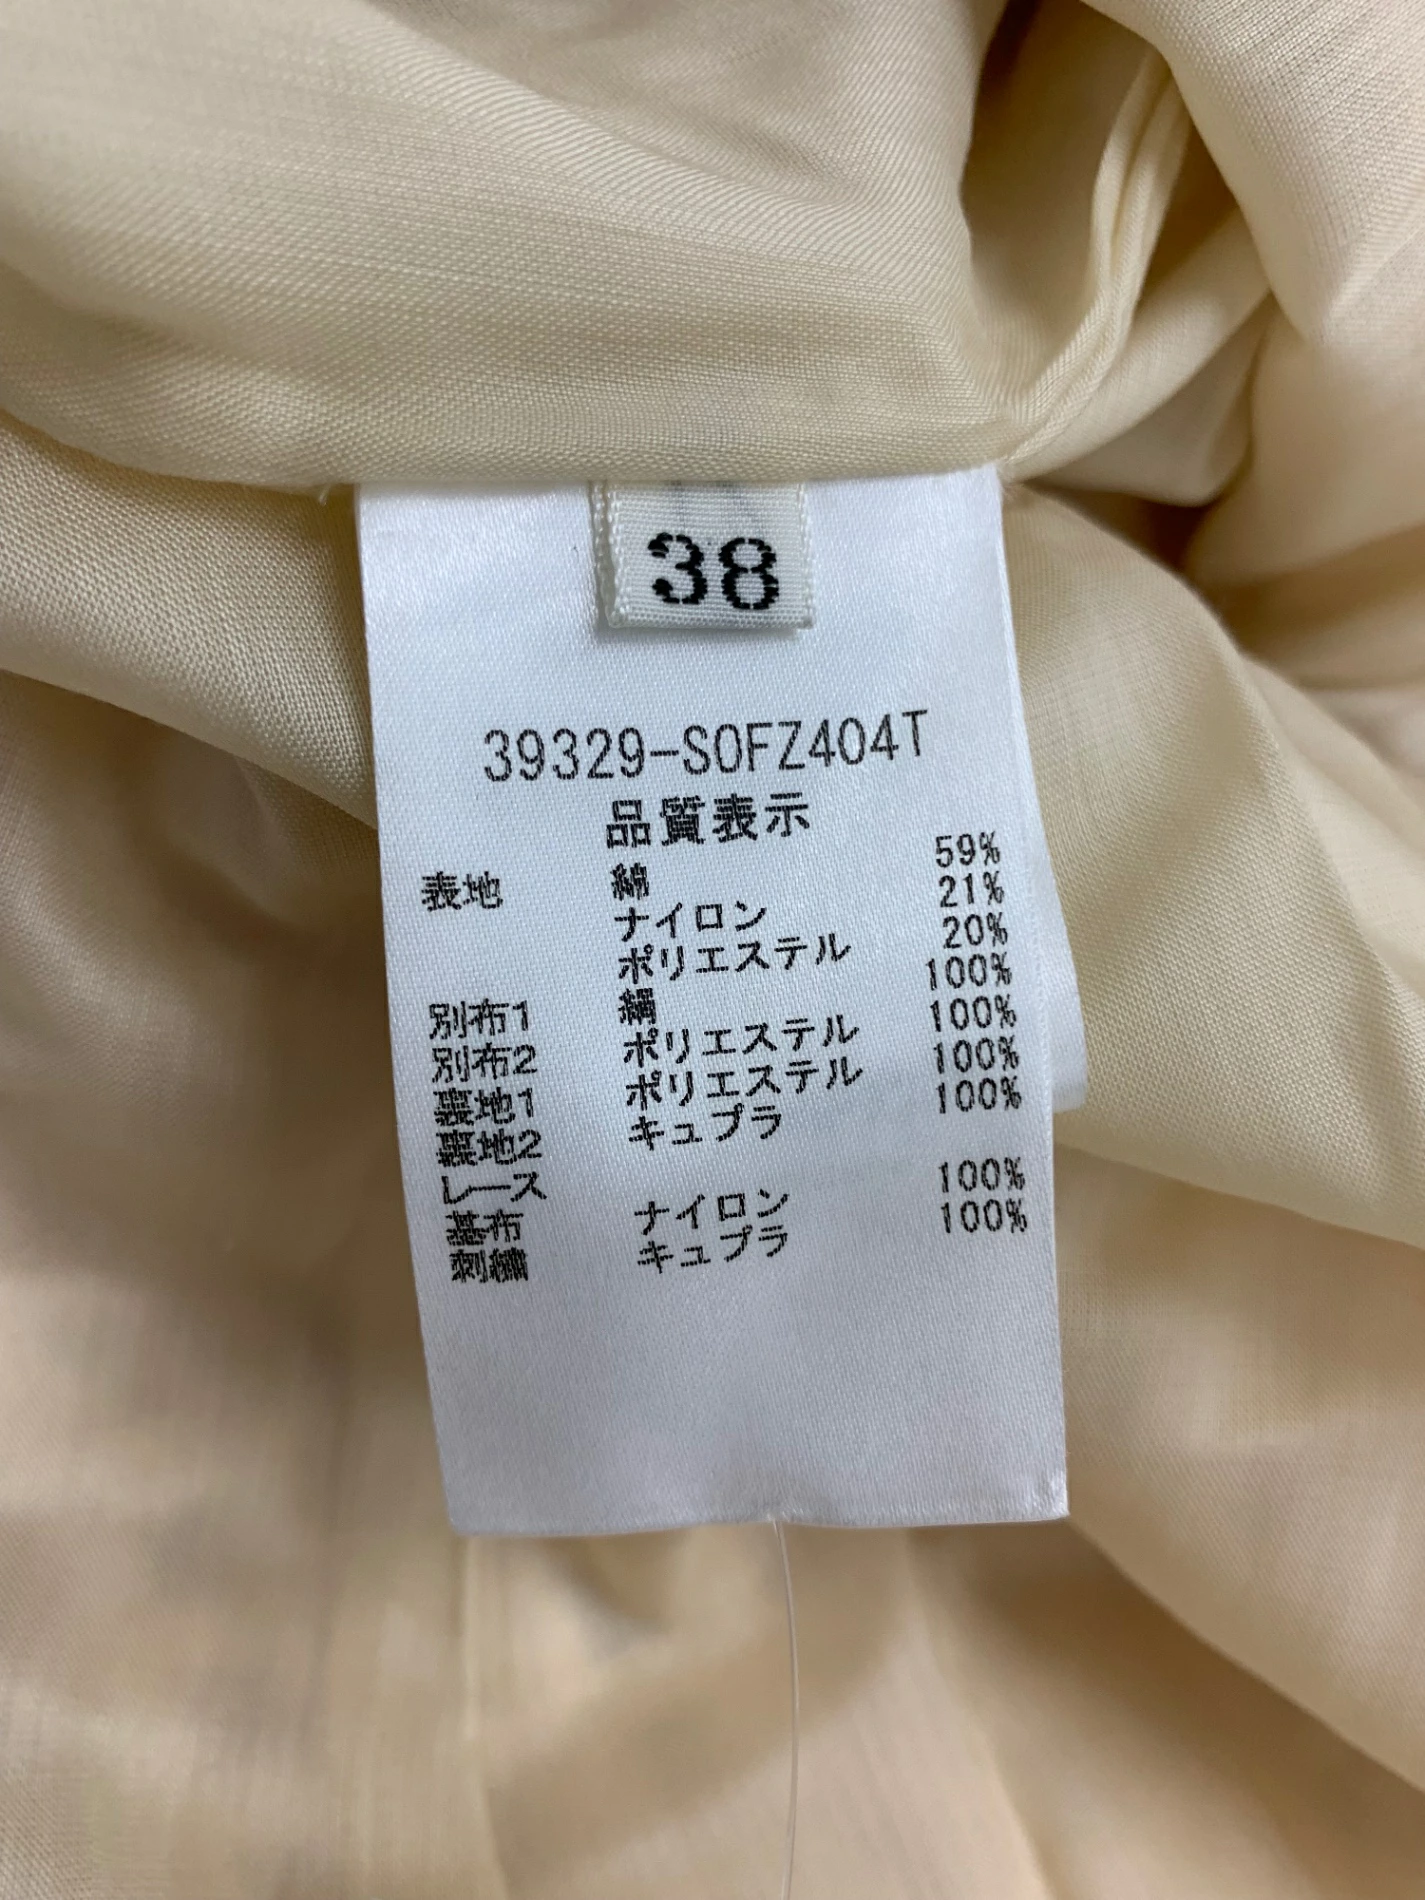 38
39329-SOFZ404T
品質表示
表地 綿 59%
ナイロン 21%
ポリエステル 20%
別布1 絹 100%
別布2 ポリエステル 100%
裏地1 ポリエステル 100%
裏地2 キュプラ 100%
レース
基布 ナイロン 100%
刺繍 キュプラ 100%